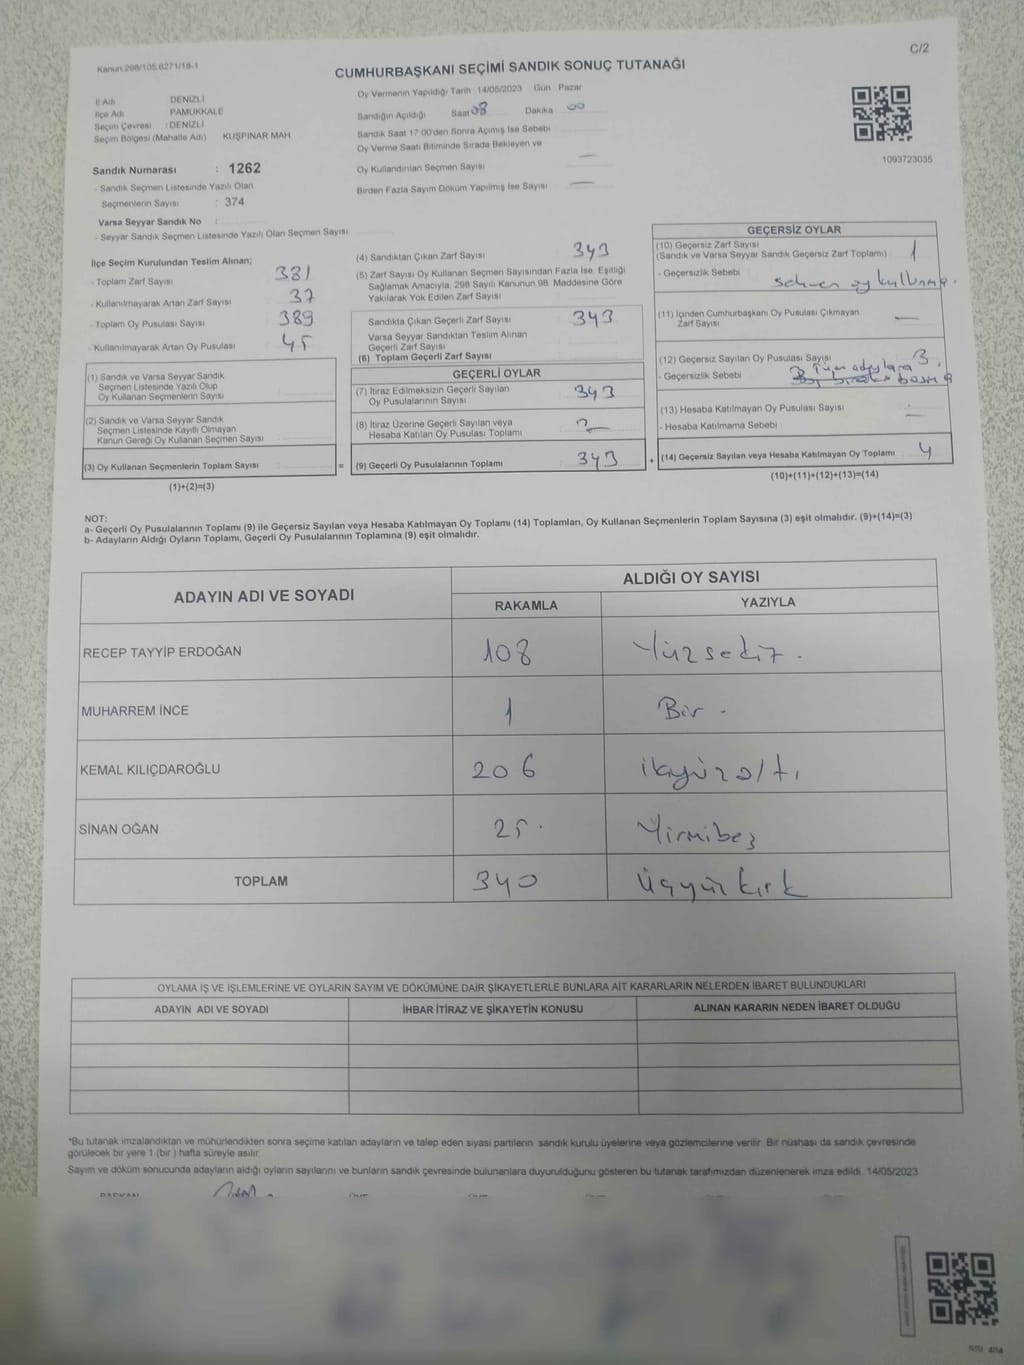 Kanun:298/105,6271/18-1
C/2
CUMHURBAŞKANI SEÇİMİ SANDIK SONUÇ TUTANAĞI
İl Adı DENİZLİ
İlçe Adı PAMUKKALE
Seçim Çevresi : DENİZLİ
Seçim Bölgesi (Mahalle Adı) KUŞPINAR MAH.
Sandık Numarası : 1262
- Sandık Seçmen Listesinde Yazılı Olan
Seçmenlerin Sayısı : 374
Varsa Seyyar Sandık No :
- Seyyar Sandık Seçmen Listesinde Yazılı Olan Seçmen Sayısı
Oy Vermenin Yapıldığı Tarih 14/05/2023 Gün Pazar
Sandığın Açıldığı Saat 08 Dakika 00
Sandık Saat 17:00'den Sonra Açılmış İse Sebebi
Oy Verme Saati Bitiminde Sırada Bekleyen ve
Oy Kullandırılan Seçmen Sayısı —
Birden Fazla Sayım Döküm Yapılmış İse Sayısı —
1093723035
İlçe Seçim Kurulundan Teslim Alınan;
- Toplam Zarf Sayısı 381
- Kullanılmayarak Artan Zarf Sayısı 37
- Toplam Oy Pusulası Sayısı 389
- Kullanılmayarak Artan Oy Pusulası 45
(1) Sandık ve Varsa Seyyar Sandık
Seçmen Listesinde Yazılı Olup
Oy Kullanan Seçmenlerin Sayısı
(2) Sandık ve Varsa Seyyar Sandık
Seçmen Listesinde Kayıtlı Olmayan
Kanun Gereği Oy Kullanan Seçmen Sayısı
(3) Oy Kullanan Seçmenlerin Toplam Sayısı
(1)+(2)=(3)
=
(4) Sandıktan Çıkan Zarf Sayısı 343
(5) Zarf Sayısı Oy Kullanan Seçmen Sayısından Fazla İse, Eşitliği
Sağlamak Amacıyla, 298 Sayılı Kanunun 98. Maddesine Göre
Yakılarak Yok Edilen Zarf Sayısı
Sandıkta Çıkan Geçerli Zarf Sayısı 343
Varsa Seyyar Sandıktan Teslim Alınan
Geçerli Zarf Sayısı
(6) Toplam Geçerli Zarf Sayısı
GEÇERLİ OYLAR
(7) İtiraz Edilmeksizin Geçerli Sayılan
Oy Pusulalarının Sayısı 343
(8) İtiraz Üzerine Geçerli Sayılan veya
Hesaba Katılan Oy Pusulası Toplamı
(9) Geçerli Oy Pusulalarının Toplamı 343
+
GEÇERSİZ OYLAR
(10) Geçersiz Zarf Sayısı
(Sandık ve Varsa Seyyar Sandık Geçersiz Zarf Toplamı) 1
- Geçersizlik Sebebi
(11) İçinden Cumhurbaşkanı Oy Pusulası Çıkmayan
Zarf Sayısı —
(12) Geçersiz Sayılan Oy Pusulası Sayısı 3
- Geçersizlik Sebebi Tüm adaylara
(13) Hesaba Katılmayan Oy Pusulası Sayısı —
- Hesaba Katılmama Sebebi
(14) Geçersiz Sayılan veya Hesaba Katılmayan Oy Toplamı 4
(10)+(11)+(12)+(13)=(14)
NOT:
a- Geçerli Oy Pusulalarının Toplamı (9) ile Geçersiz Sayılan veya Hesaba Katılmayan Oy Toplamı (14) Toplamları, Oy Kullanan Seçmenlerin Toplam Sayısına (3) eşit olmalıdır. (9)+(14)=(3)
b- Adayların Aldığı Oyların Toplamı, Geçerli Oy Pusulalarının Toplamına (9) eşit olmalıdır.
ADAYIN ADI VE SOYADI ALDIĞI OY SAYISI
RAKAMLA YAZIYLA
RECEP TAYYİP ERDOĞAN 108 Yüzsekiz.
MUHARREM İNCE 1 Bir.
KEMAL KILIÇDAROĞLU 206 ikiyüzaltı
SİNAN OĞAN 25. Yirmibeş
TOPLAM 340 Üçyüzkırk
OYLAMA İŞ VE İŞLEMLERİNE VE OYLARIN SAYIM VE DÖKÜMÜNE DAİR ŞİKAYETLERLE BUNLARA AİT KARARLARIN NELERDEN İBARET BULUNDUKLARI
ADAYIN ADI VE SOYADI İHBAR İTİRAZ VE ŞİKAYETİN KONUSU ALINAN KARARIN NEDEN İBARET OLDUĞU
*Bu tutanak imzalandıktan ve mühürlendikten sonra seçime katılan adayların ve talep eden siyasi partilerin sandık kurulu üyelerine veya gözlemcilerine verilir. Bir nüshası da sandık çevresinde
görülecek bir yere 1 (bir) hafta süreyle asılır.
Sayım ve döküm sonucunda adayların aldığı oyların sayılarını ve bunların sandık çevresinde bulunanlara duyurulduğunu gösteren bu tutanak tarafımızdan düzenlenerek imza edildi. 14/05/2023